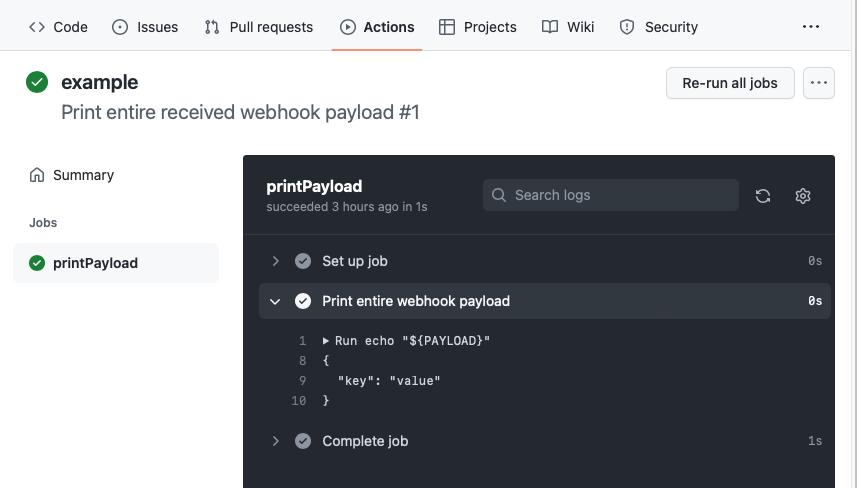 Code Issues Pull requests Actions Projects Wiki Security ...
example
Re-run all jobs ...
Print entire received webhook payload #1
Summary
Jobs
printPayload
printPayload
succeeded 3 hours ago in 1s
Search logs
Set up job 0s
Print entire webhook payload 0s
1 Run echo "${PAYLOAD}"
8 {
9 "key": "value"
10 }
Complete job 1s